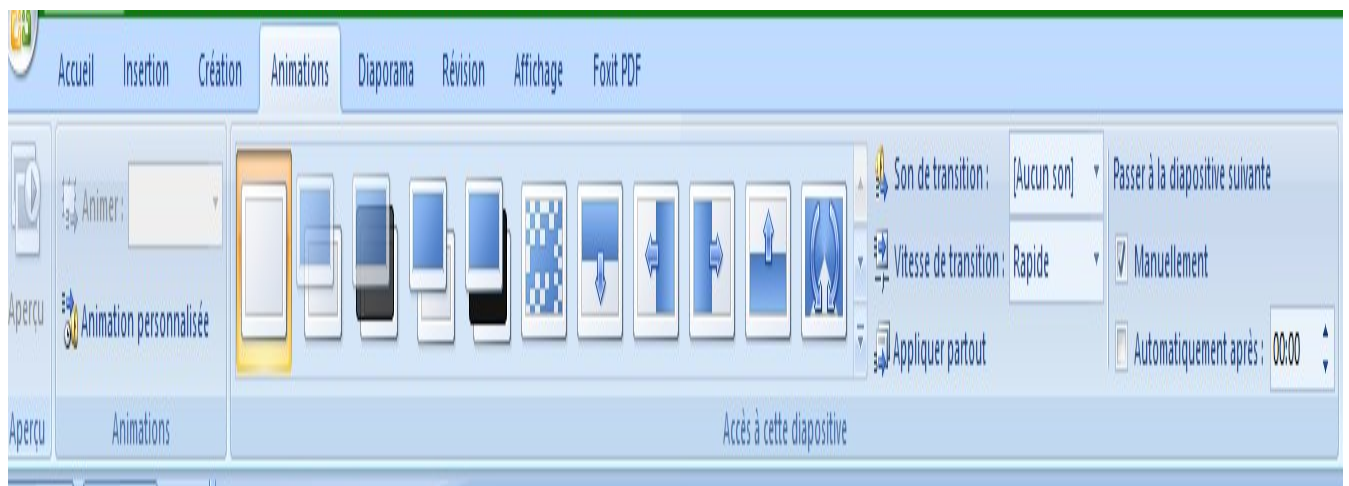 Accueil Insertion Création Animations Diaporama Révision Affichage Foxit PDF
Aperçu
Animer :
Animation personnalisée
Son de transition : [Aucun son]
Vitesse de transition : Rapide
Appliquer partout
Passer à la diapositive suivante
Manuellement
Automatiquement après : 00:00
Aperçu Animations Accès à cette diapositive